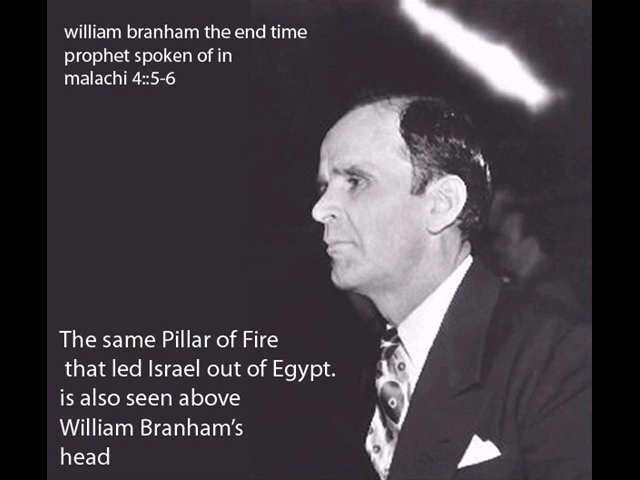 william branham the end time
prophet spoken of in
malachi 4::5-6
The same Pillar of Fire
that led Israel out of Egypt.
is also seen above
William Branham's
head